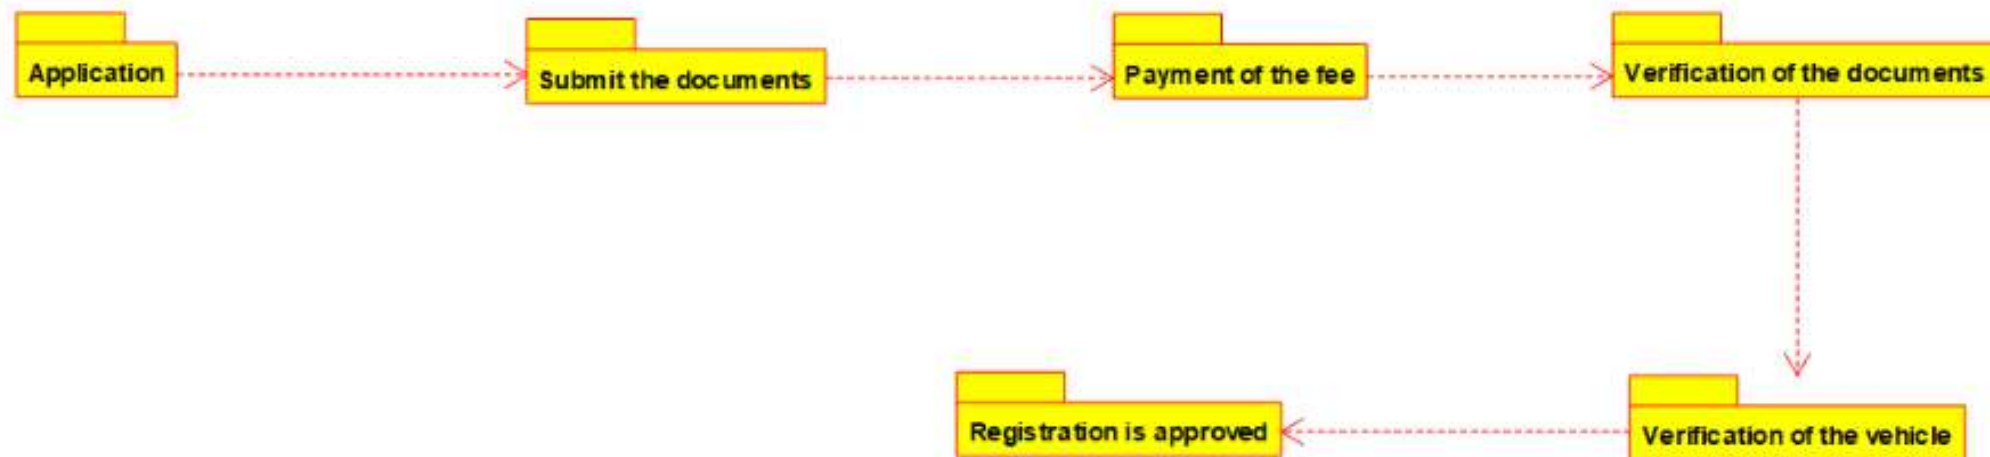 Application
Submit the documents
Payment of the fee
Verification of the documents
Registration is approved
Verification of the vehicle